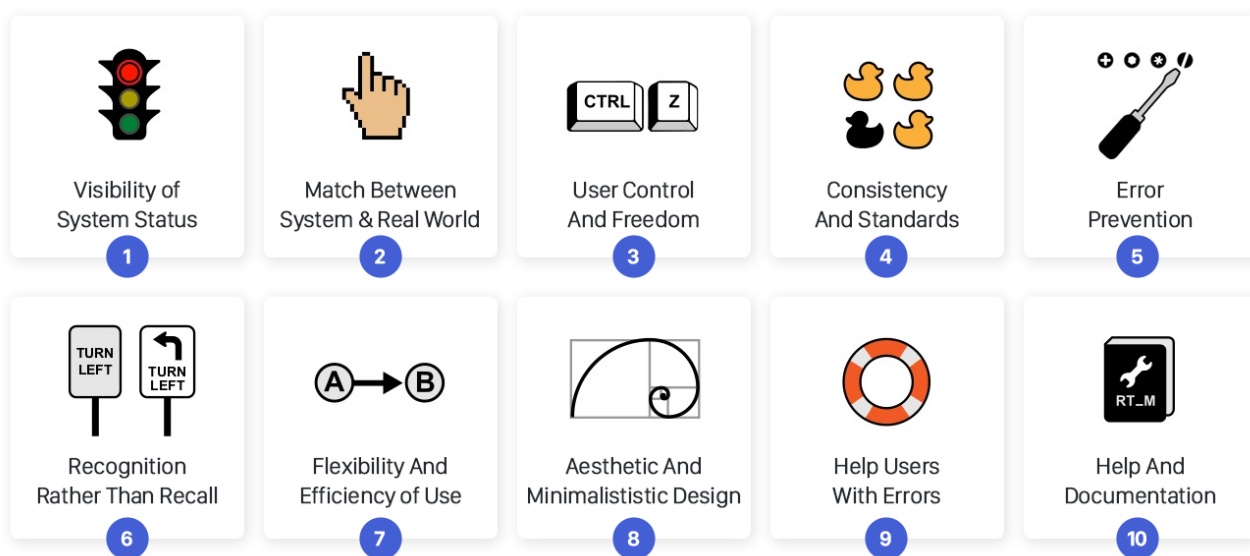 CTRL Z
Visibility of
System Status
1
Match Between
System & Real World
2
User Control
And Freedom
3
Consistency
And Standards
4
Error
Prevention
5
TURN
LEFT
TURN
LEFT
Recognition
Rather Than Recall
6
A B
Flexibility And
Efficiency of Use
7
Aesthetic And
Minimalististic Design
8
Help Users
With Errors
9
RT_M
Help And
Documentation
10